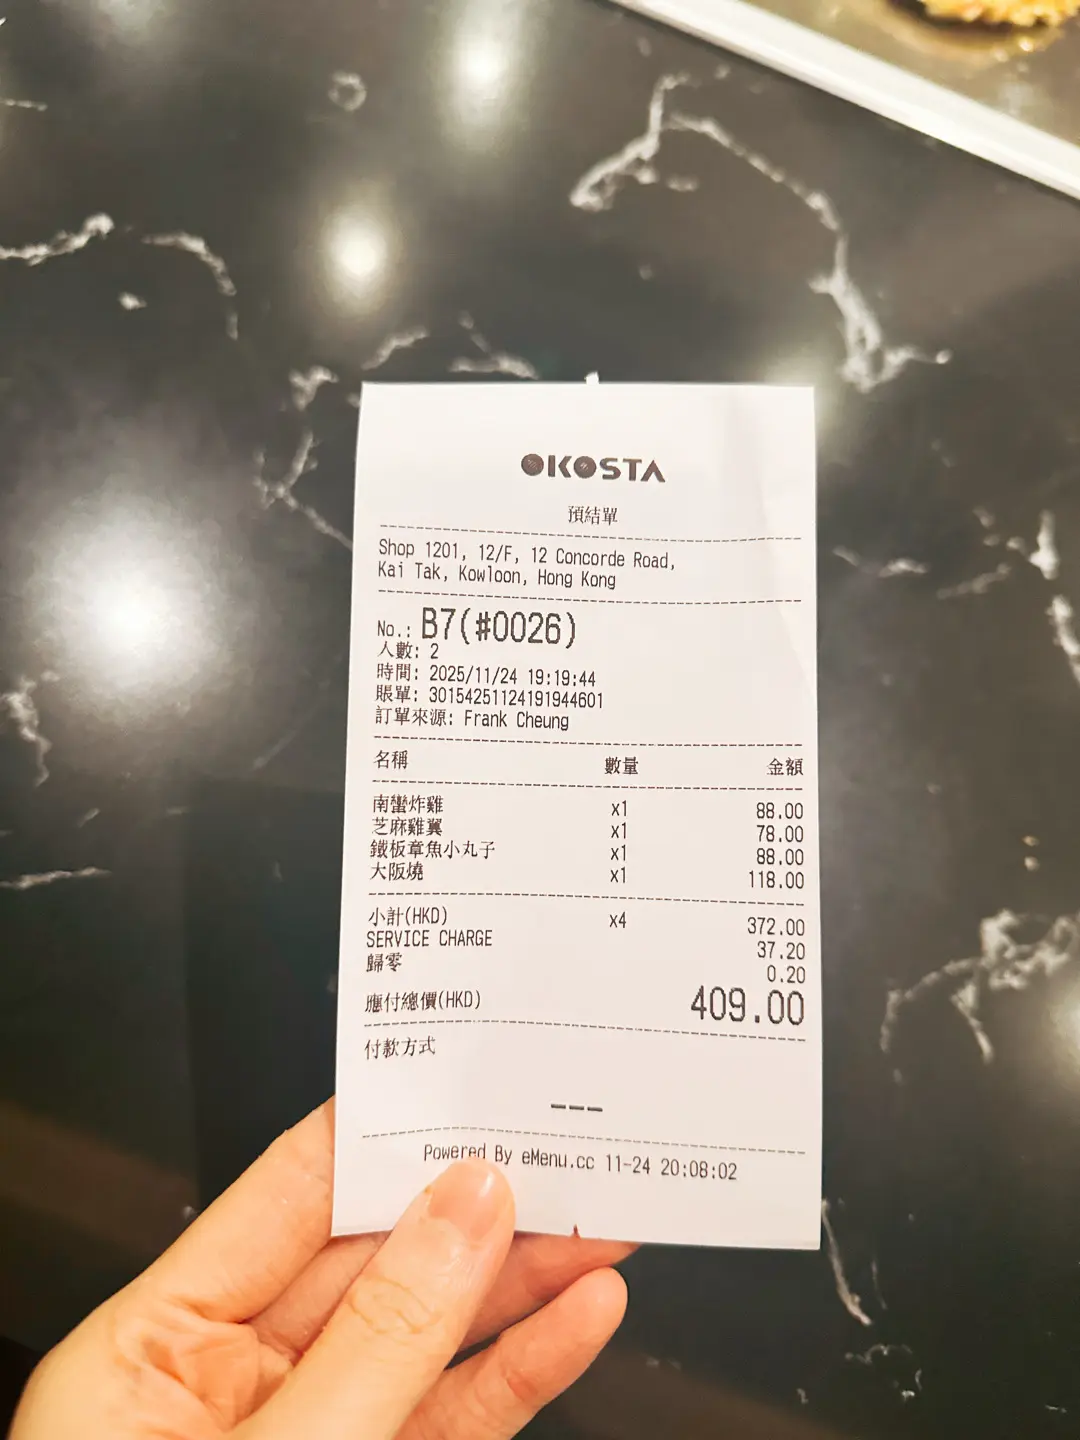 OKOSTA
預結單
Shop 1201, 12/F, 12 Concorde Road,
Kai Tak, Kowloon, Hong Kong
No.: B7(#0026)
人數: 2
時間: 2025/11/24 19:19:44
賬單: 30154251124191944601
訂單來源: Frank Cheung
名稱 數量 金額
南蠻炸雞 x1 88.00
芝麻雞翼 x1 78.00
鐵板章魚小丸子 x1 88.00
大阪燒 x1 118.00
小計(HKD) x4 372.00
SERVICE CHARGE 37.20
歸零 0.20
應付總價(HKD) 409.00
付款方式
---
Powered By eMenu.cc 11-24 20:08:02